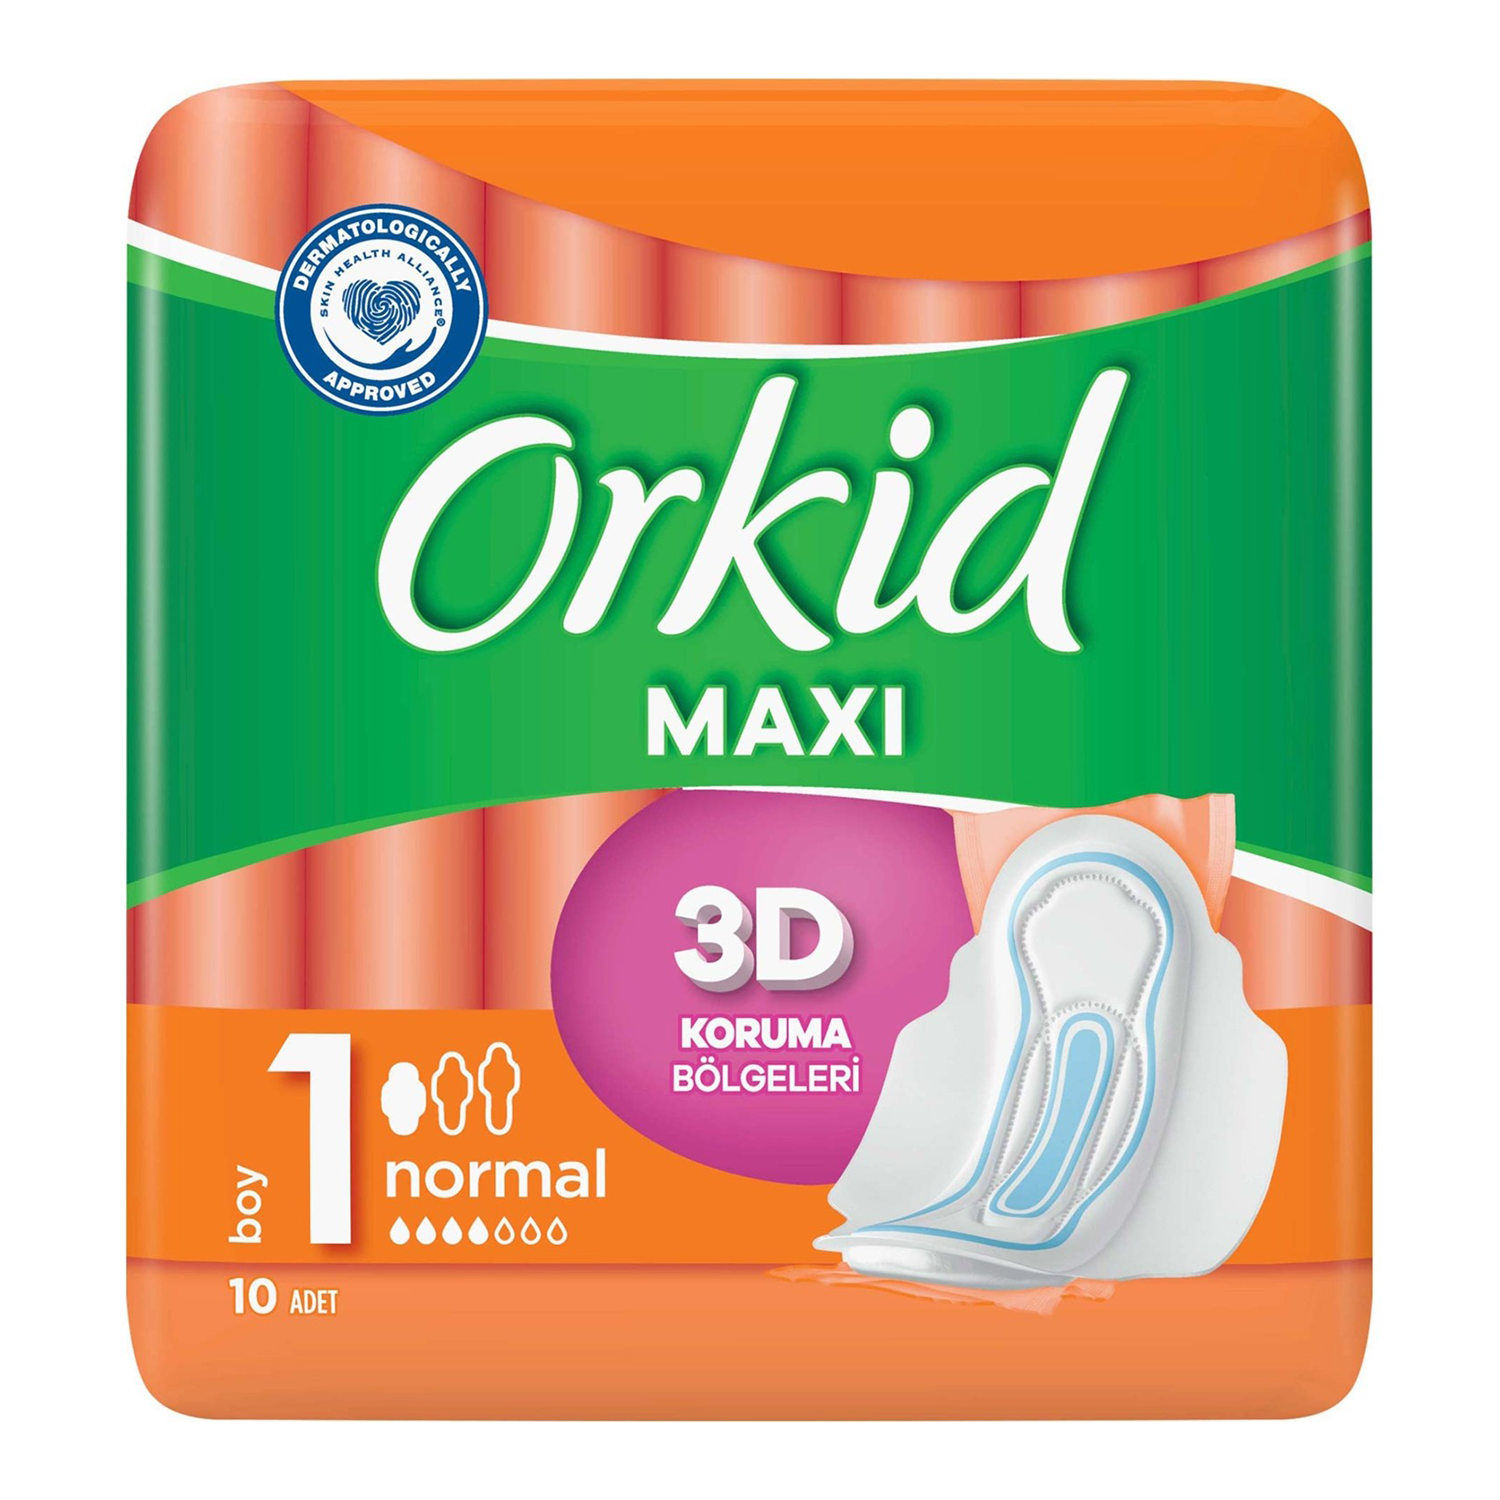 DERMATOLOGICALLY
SKIN HEALTH ALLIANCE®
APPROVED
Orkid
MAXI
3D
KORUMA
BÖLGELERİ
boy
1
normal
10 ADET